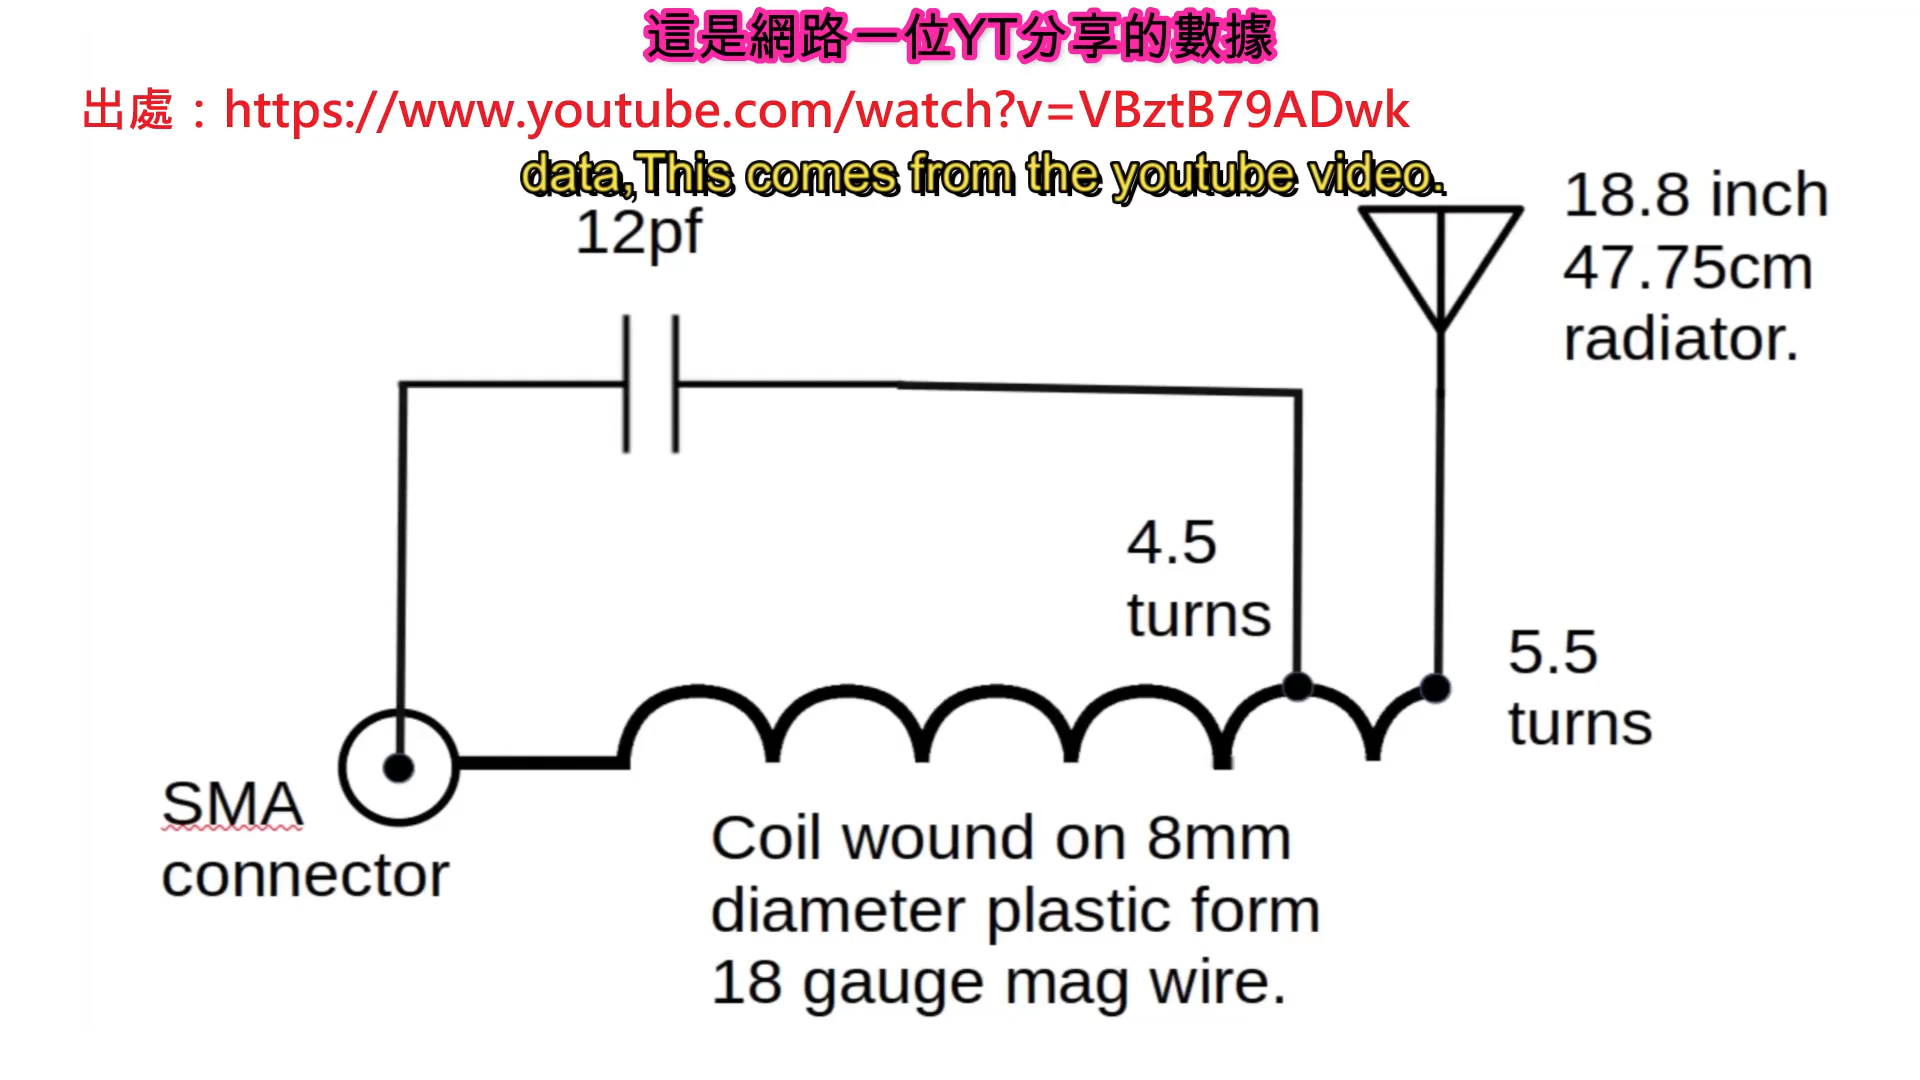 這是網路一位YT分享的數據
出處：https://www.youtube.com/watch?v=VBztB79ADwk
data,This comes from the youtube video.
12pf
18.8 inch
47.75cm
radiator.
4.5
turns
5.5
turns
SMA
connector
Coil wound on 8mm
diameter plastic form
18 gauge mag wire.